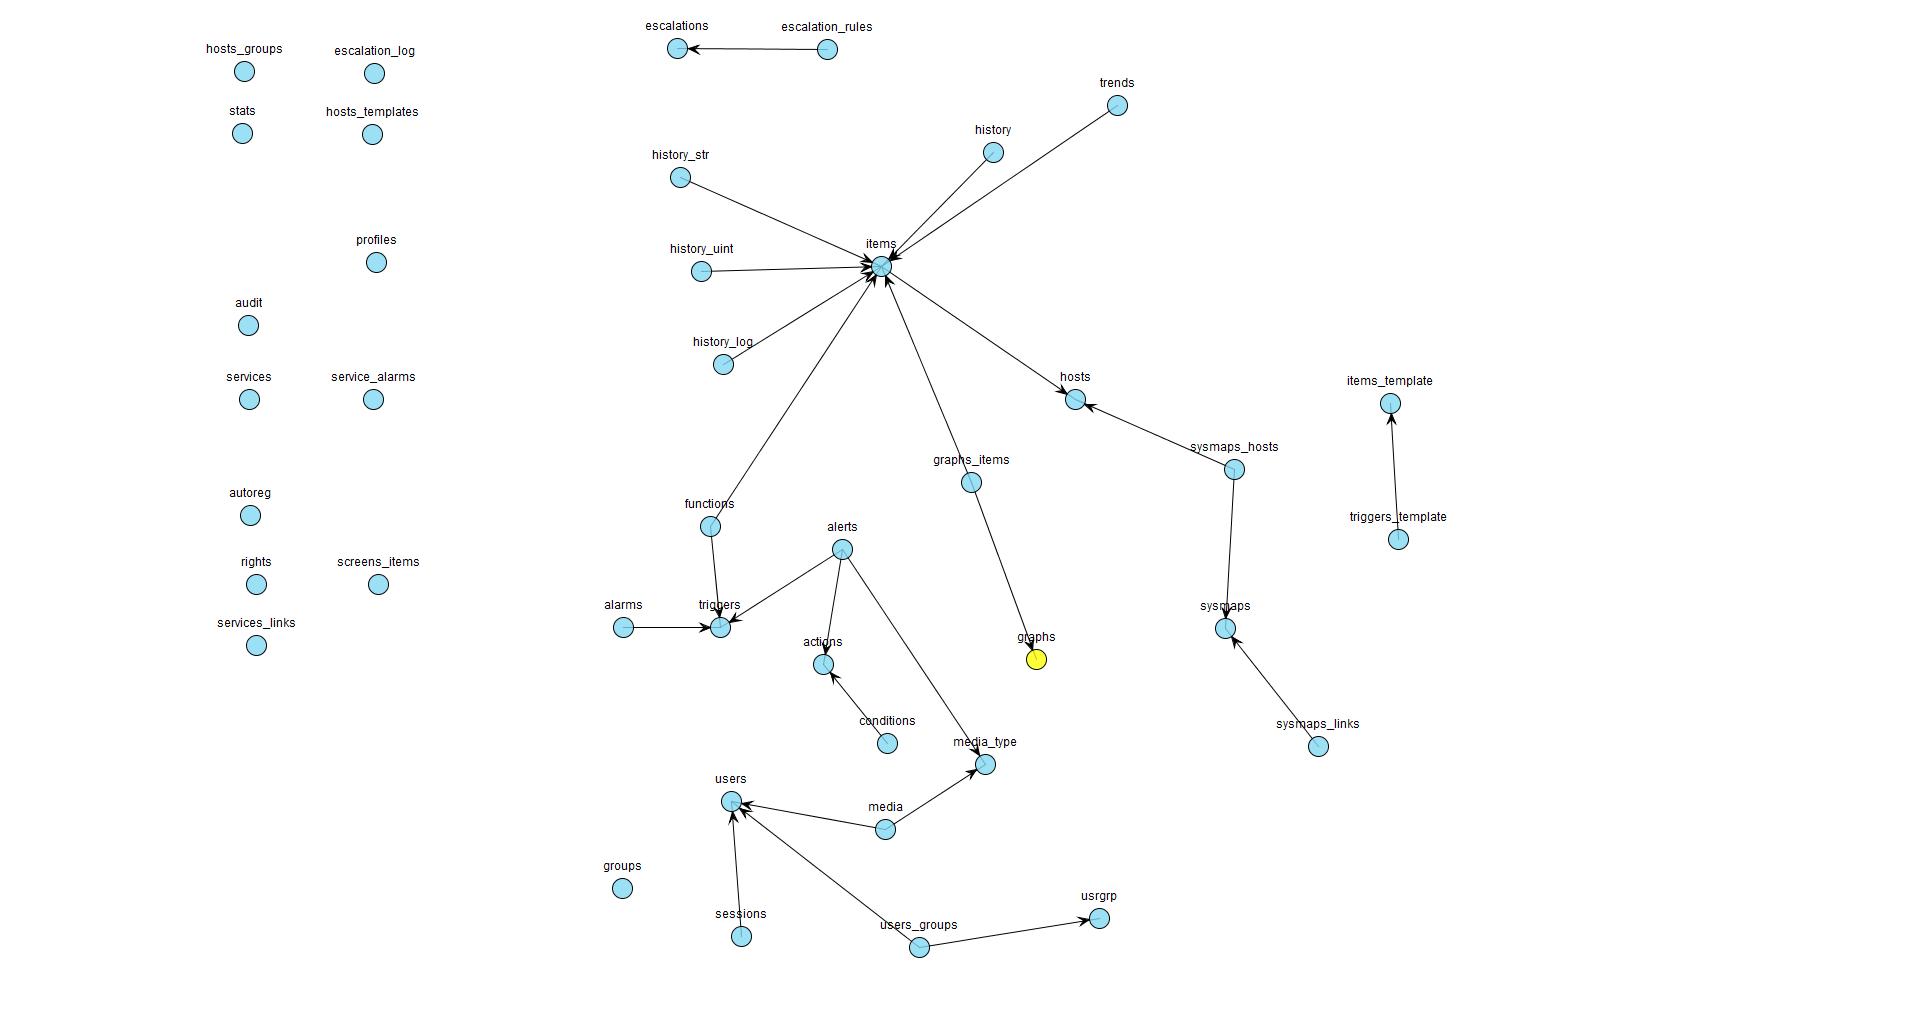 escalations
escalation_rules
hosts_groups
escalation_log
trends
stats
hosts_templates
history
history_str
profiles
items
history_uint
audit
history_log
services
service_alarms
hosts
items_template
sysmaps_hosts
graphs_items
autoreg
functions
triggers_template
alerts
rights
screens_items
alarms
triggers
sysmaps
services_links
actions
graphs
conditions
sysmaps_links
media_type
users
media
groups
usrgrp
sessions
users_groups